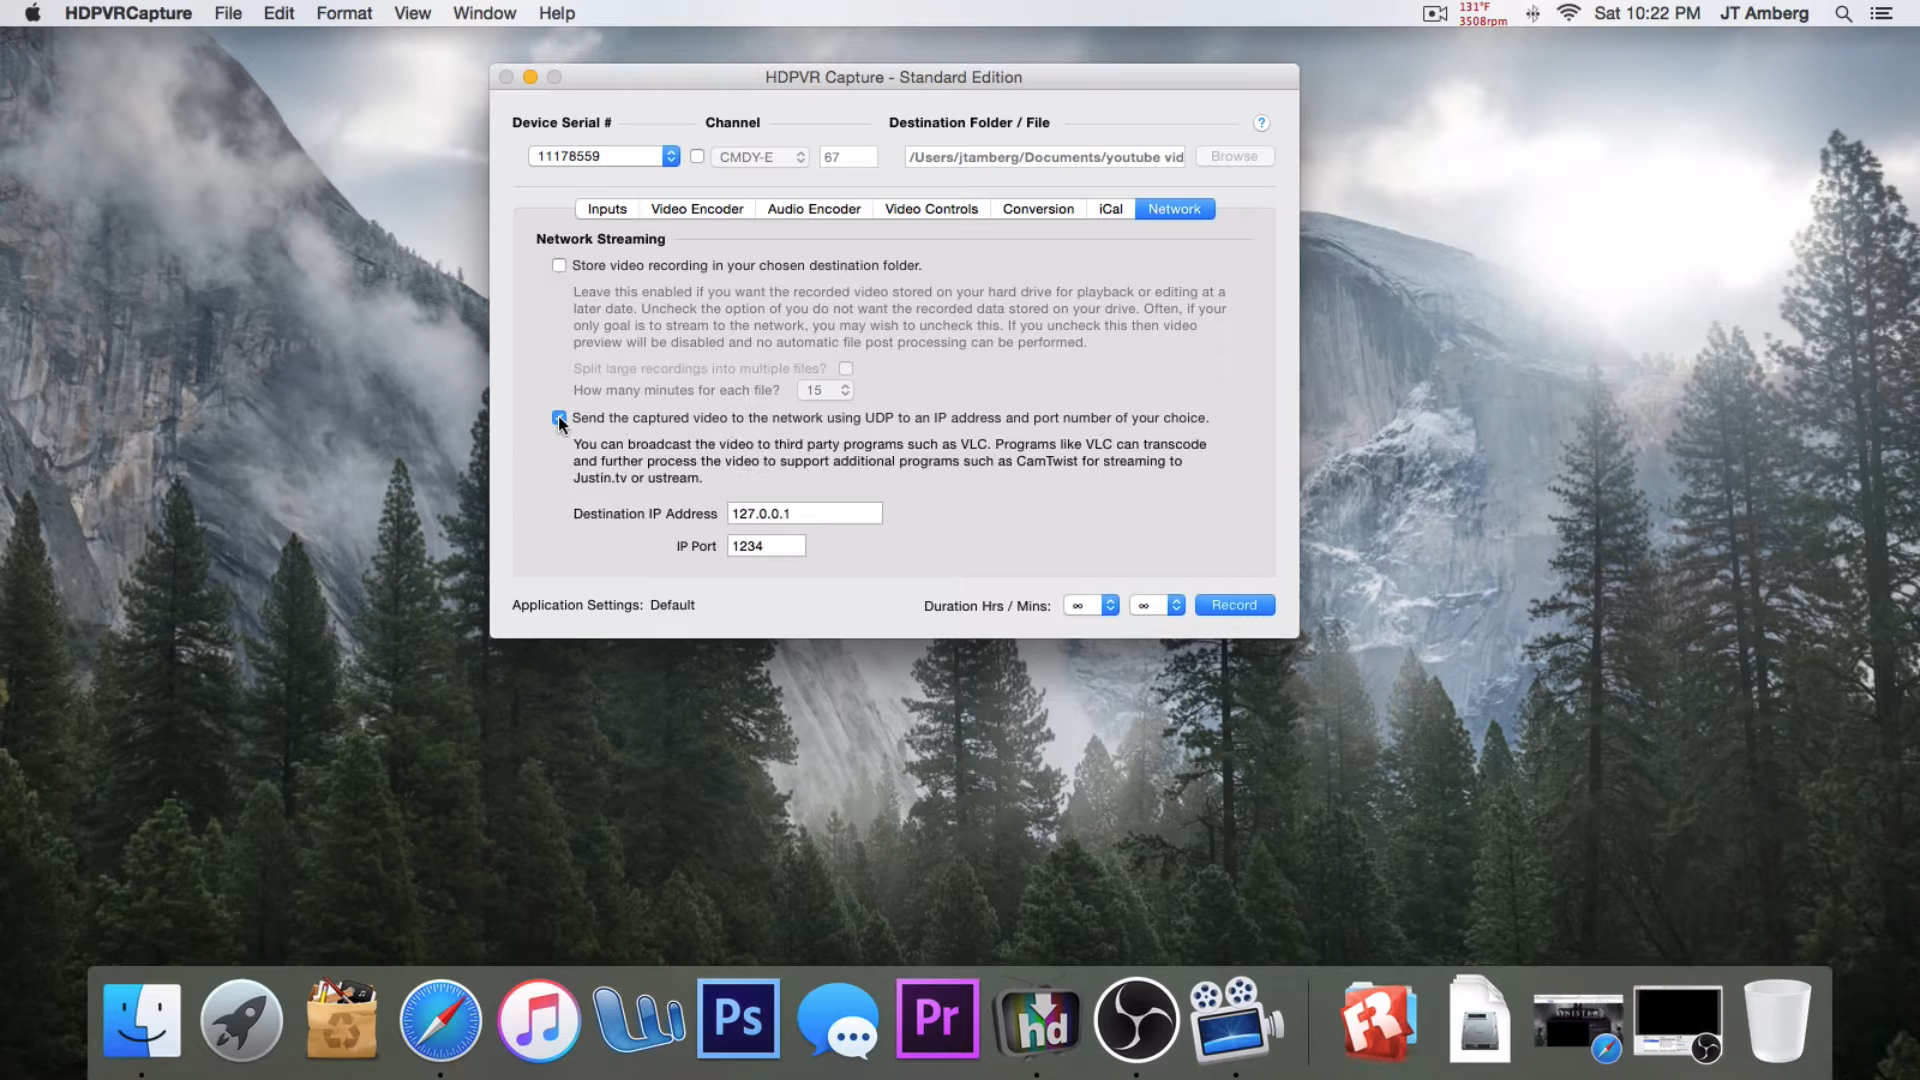 HDPVRCapture File Edit Format View Window Help
131°F
3508rpm
Sat 10:22 PM JT Amberg
HDPVR Capture - Standard Edition
Device Serial # Channel Destination Folder / File ?
11178559 CMDY-E 67 /Users/jtamberg/Documents/youtube vid Browse
Inputs Video Encoder Audio Encoder Video Controls Conversion iCal Network
Network Streaming
Store video recording in your chosen destination folder.
Leave this enabled if you want the recorded video stored on your hard drive for playback or editing at a
later date. Uncheck the option of you do not want the recorded data stored on your drive. Often, if your
only goal is to stream to the network, you may wish to uncheck this. If you uncheck this then video
preview will be disabled and no automatic file post processing can be performed.
Split large recordings into multiple files?
How many minutes for each file? 15
Send the captured video to the network using UDP to an IP address and port number of your choice.
You can broadcast the video to third party programs such as VLC. Programs like VLC can transcode
and further process the video to support additional programs such as CamTwist for streaming to
Justin.tv or ustream.
Destination IP Address 127.0.0.1
IP Port 1234
Application Settings: Default Duration Hrs / Mins: ∞ ∞ Record
Ps Pr hd FR SINISTER